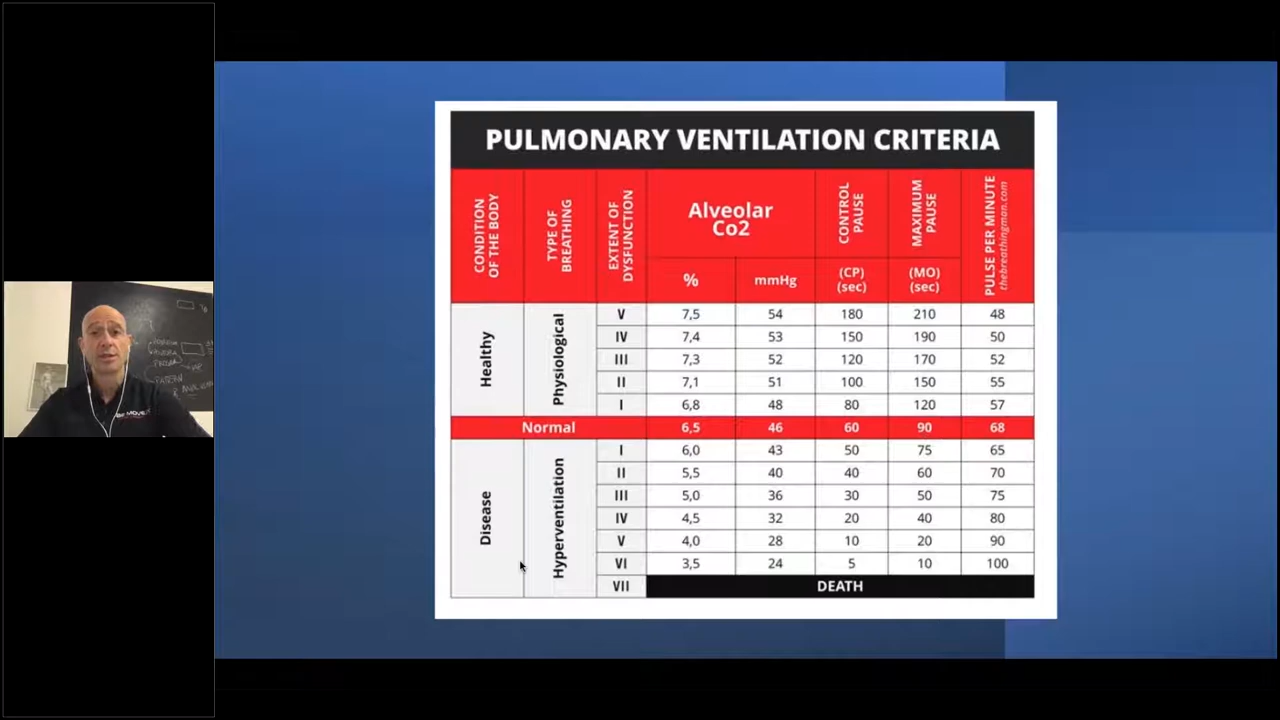 PULMONARY VENTILATION CRITERIA
CONDITION
OF THE BODY
TYPE OF
BREATHING
EXTENT OF
DYSFUNCTION
Alveolar
Co2
CONTROL
PAUSE
MAXIMUM
PAUSE
PULSE PER MINUTE
thebreathingman.com
% mmHg (CP) (sec) (MO) (sec)
Healthy
Physiological
V 7,5 54 180 210 48
IV 7,4 53 150 190 50
III 7,3 52 120 170 52
II 7,1 51 100 150 55
I 6,8 48 80 120 57
Normal 6,5 46 60 90 68
Disease
Hyperventilation
I 6,0 43 50 75 65
II 5,5 40 40 60 70
III 5,0 36 30 50 75
IV 4,5 32 20 40 80
V 4,0 28 10 20 90
VI 3,5 24 5 10 100
VII DEATH
PATTERN